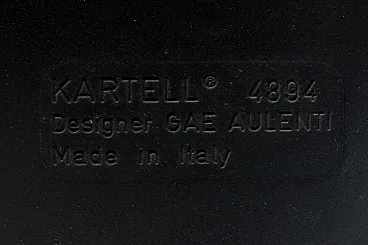 KARTELL® 4894
Designer GAE AULENTI
Made in Italy